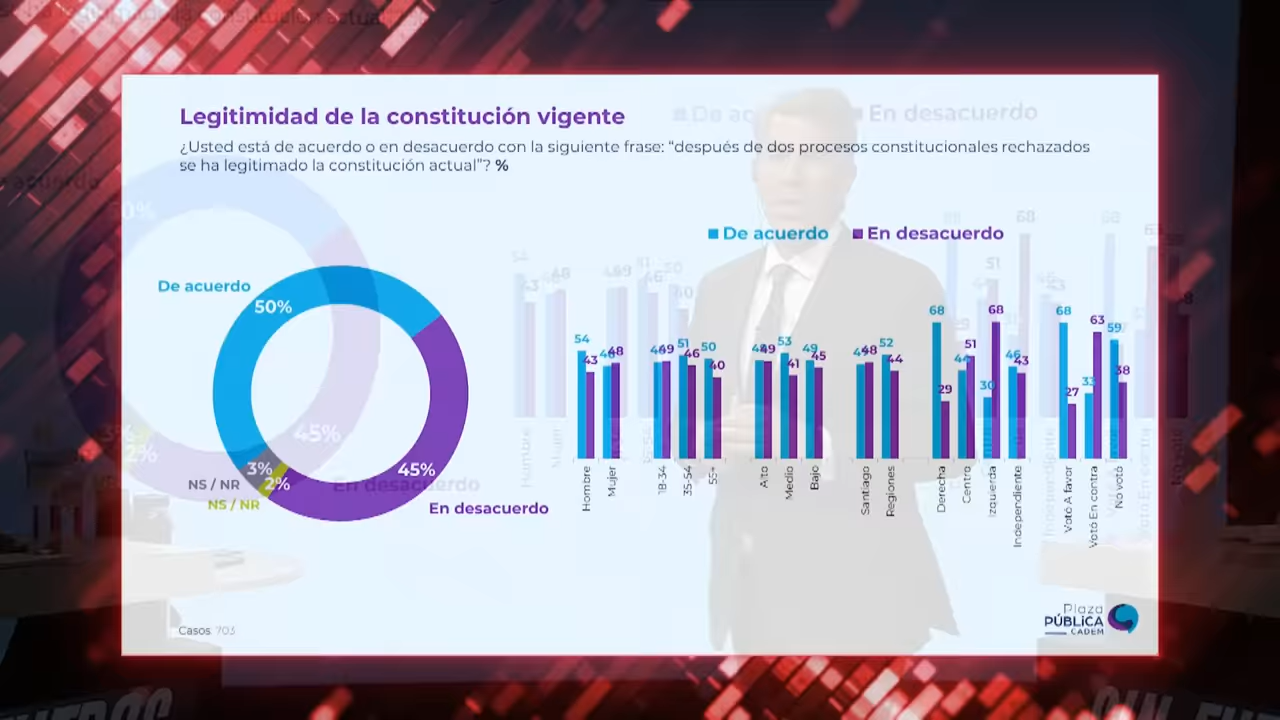 Legitimidad de la constitución vigente
¿Usted está de acuerdo o en desacuerdo con la siguiente frase: “después de dos procesos constitucionales rechazados
se ha legitimado la constitución actual”? %
De acuerdo
En desacuerdo
De acuerdo
50%
45%
3%
2%
NS / NR
NS / NR
En desacuerdo
54 43
48
49
51 46
50 40
49
53 41
49 45
48
52 44
68 29
44 51
30 68
46 43
68 27
33 63
59 38
Hombre
Mujer
18-34
35-54
55+
Alto
Medio
Bajo
Santiago
Regiones
Derecha
Centro
Izquierda
Independiente
Votó A favor
Votó En contra
No votó
Casos 703
Plaza
PÚBLICA
CADEM